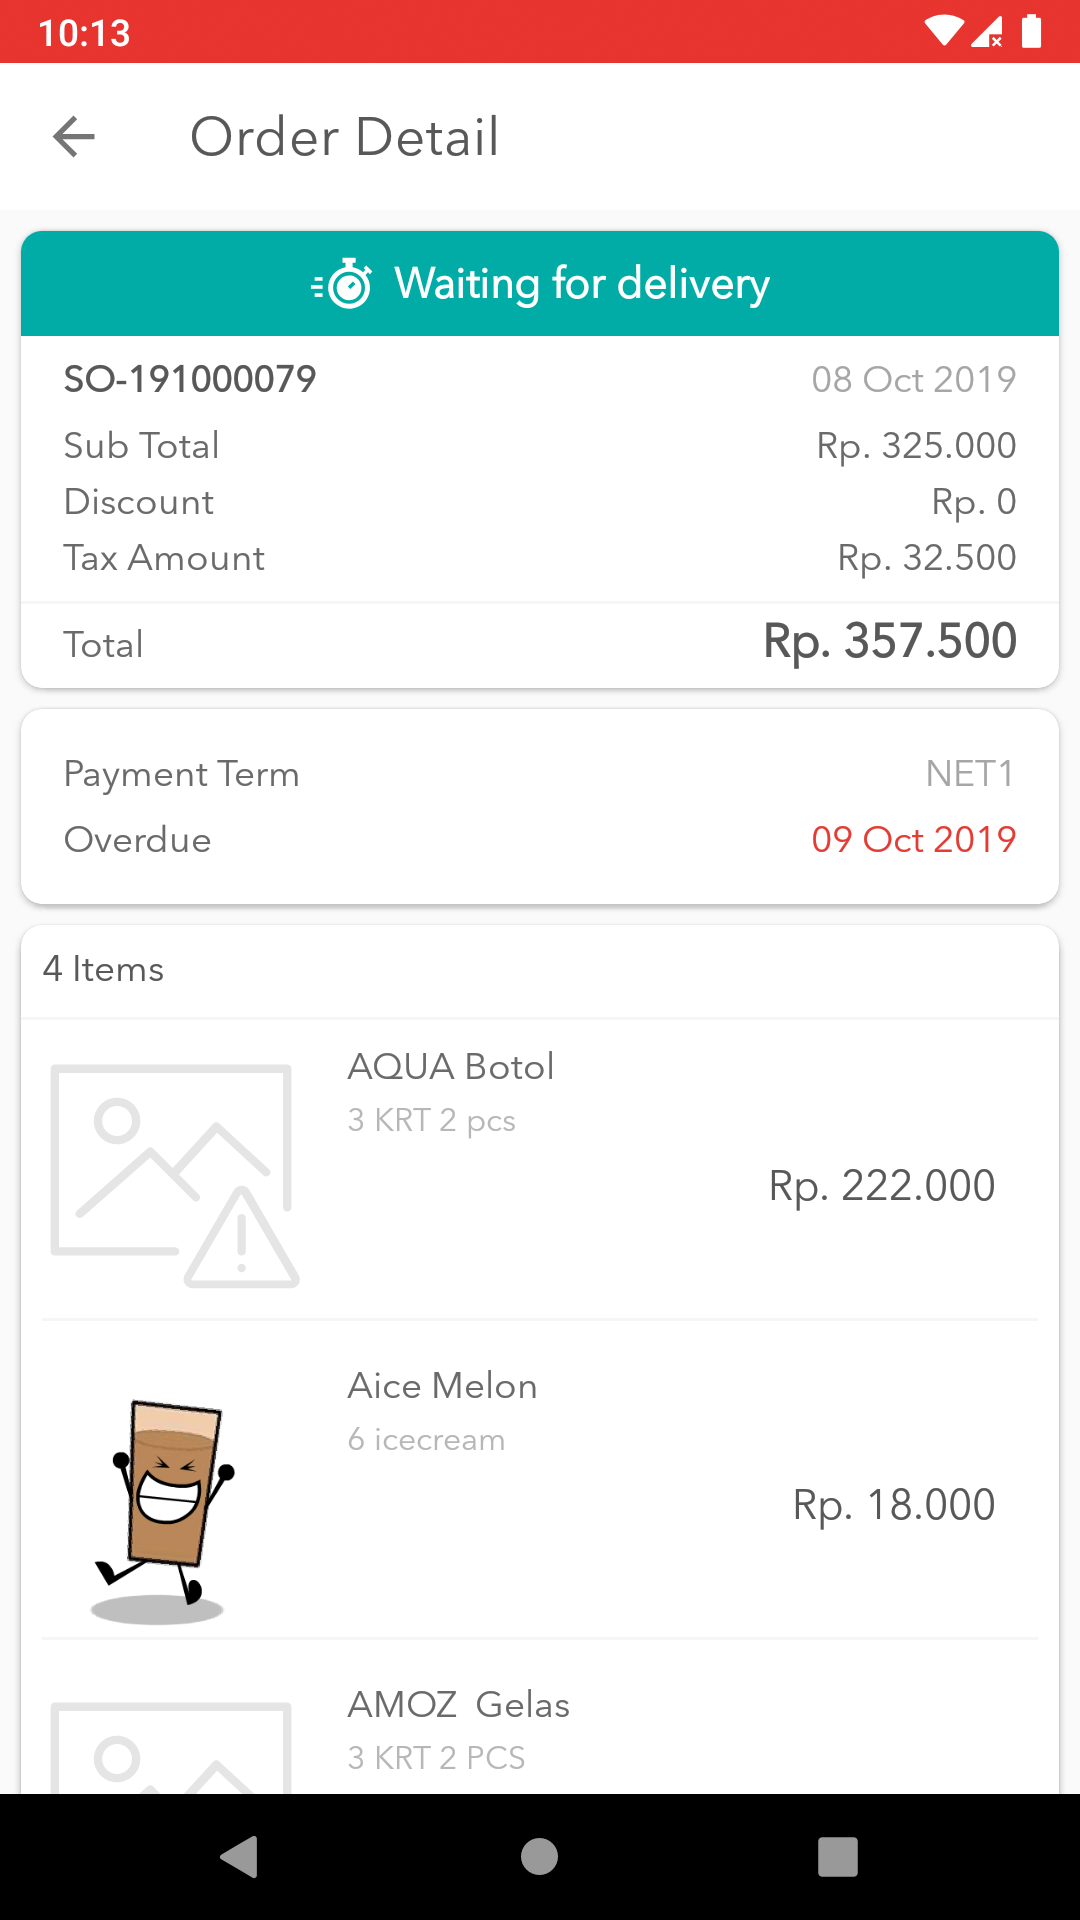 10:13
Order Detail
Waiting for delivery
SO-191000079 08 Oct 2019
Sub Total Rp. 325.000
Discount Rp. 0
Tax Amount Rp. 32.500
Total Rp. 357.500
Payment Term NET1
Overdue 09 Oct 2019
4 Items
AQUA Botol
3 KRT 2 pcs
Rp. 222.000
Aice Melon
6 icecream
Rp. 18.000
AMOZ  Gelas
3 KRT 2 PCS